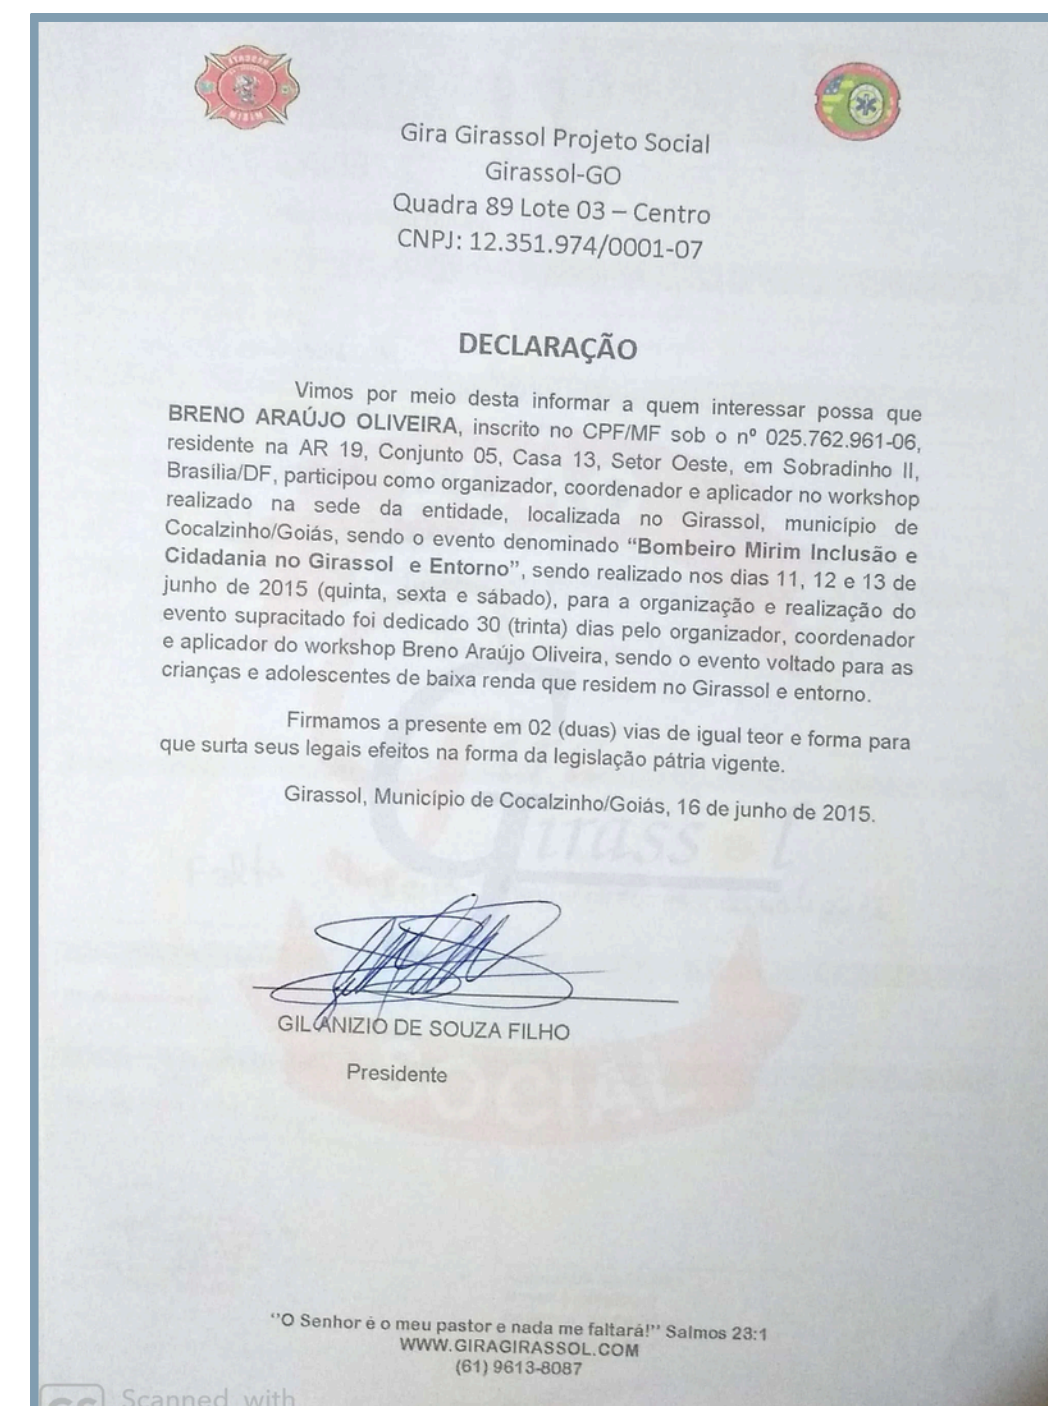 MIRIM
Gira Girassol Projeto Social
Girassol-GO
Quadra 89 Lote 03 – Centro
CNPJ: 12.351.974/0001-07
DECLARAÇÃO
Vimos por meio desta informar a quem interessar possa que
BRENO ARAÚJO OLIVEIRA, inscrito no CPF/MF sob o nº 025.762.961-06,
residente na AR 19, Conjunto 05, Casa 13, Setor Oeste, em Sobradinho II,
Brasília/DF, participou como organizador, coordenador e aplicador no workshop
realizado na sede da entidade, localizada no Girassol, município de
Cocalzinho/Goiás, sendo o evento denominado “Bombeiro Mirim Inclusão e
Cidadania no Girassol e Entorno”, sendo realizado nos dias 11, 12 e 13 de
junho de 2015 (quinta, sexta e sábado), para a organização e realização do
evento supracitado foi dedicado 30 (trinta) dias pelo organizador, coordenador
e aplicador do workshop Breno Araújo Oliveira, sendo o evento voltado para as
crianças e adolescentes de baixa renda que residem no Girassol e entorno.
Firmamos a presente em 02 (duas) vias de igual teor e forma para
que surta seus legais efeitos na forma da legislação pátria vigente.
Girassol, Município de Cocalzinho/Goiás, 16 de junho de 2015.
Girassol
GILANIZIO DE SOUZA FILHO
Presidente
SOCIAL
‘‘O Senhor é o meu pastor e nada me faltará!’’ Salmos 23:1
WWW.GIRAGIRASSOL.COM
(61) 9613-8087
CS Scanned with